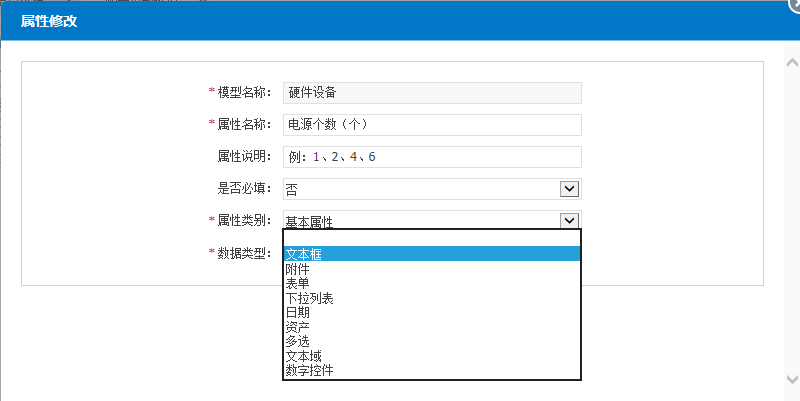 属性修改
* 模型名称： 硬件设备
* 属性名称： 电源个数（个）
属性说明： 例：1、2、4、6
是否必填： 否
* 属性类别： 基本属性
* 数据类型：
文本框
附件
表单
下拉列表
日期
资产
多选
文本域
数字控件